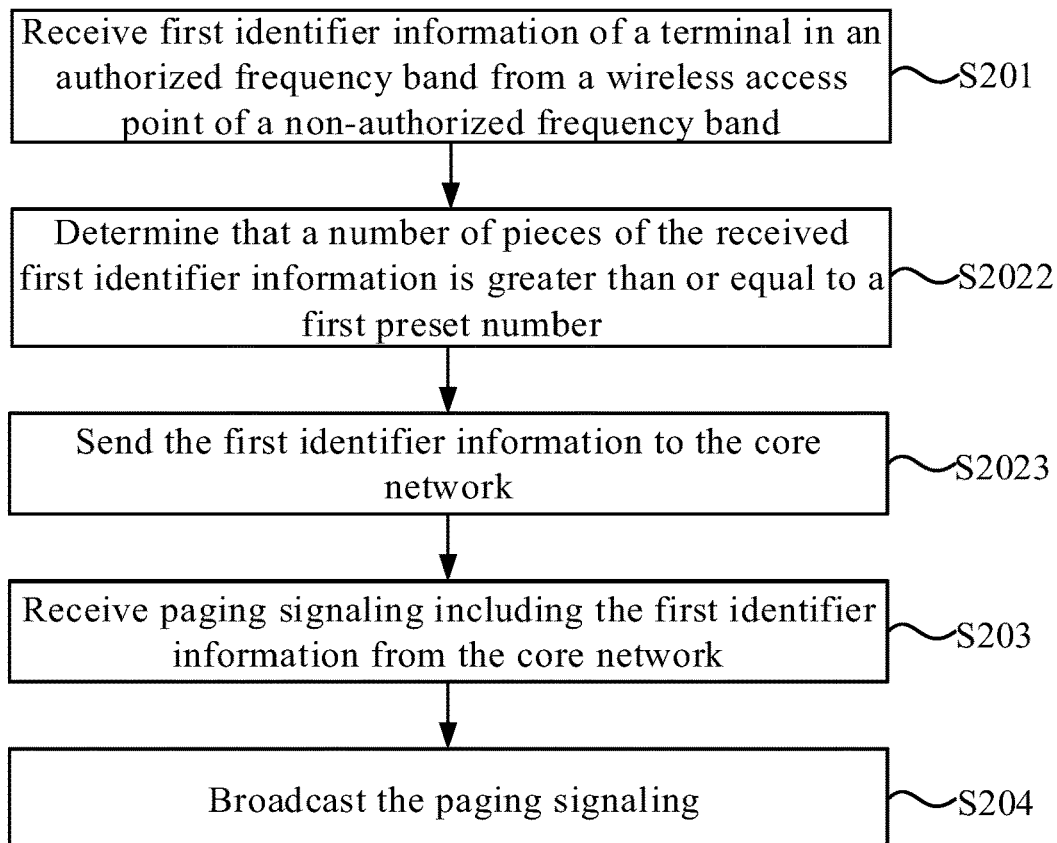 Receive first identifier information of a terminal in an
authorized frequency band from a wireless access
point of a non-authorized frequency band
S201
Determine that a number of pieces of the received
first identifier information is greater than or equal to a
first preset number
S2022
Send the first identifier information to the core
network
S2023
Receive paging signaling including the first identifier
information from the core network
S203
Broadcast the paging signaling
S204